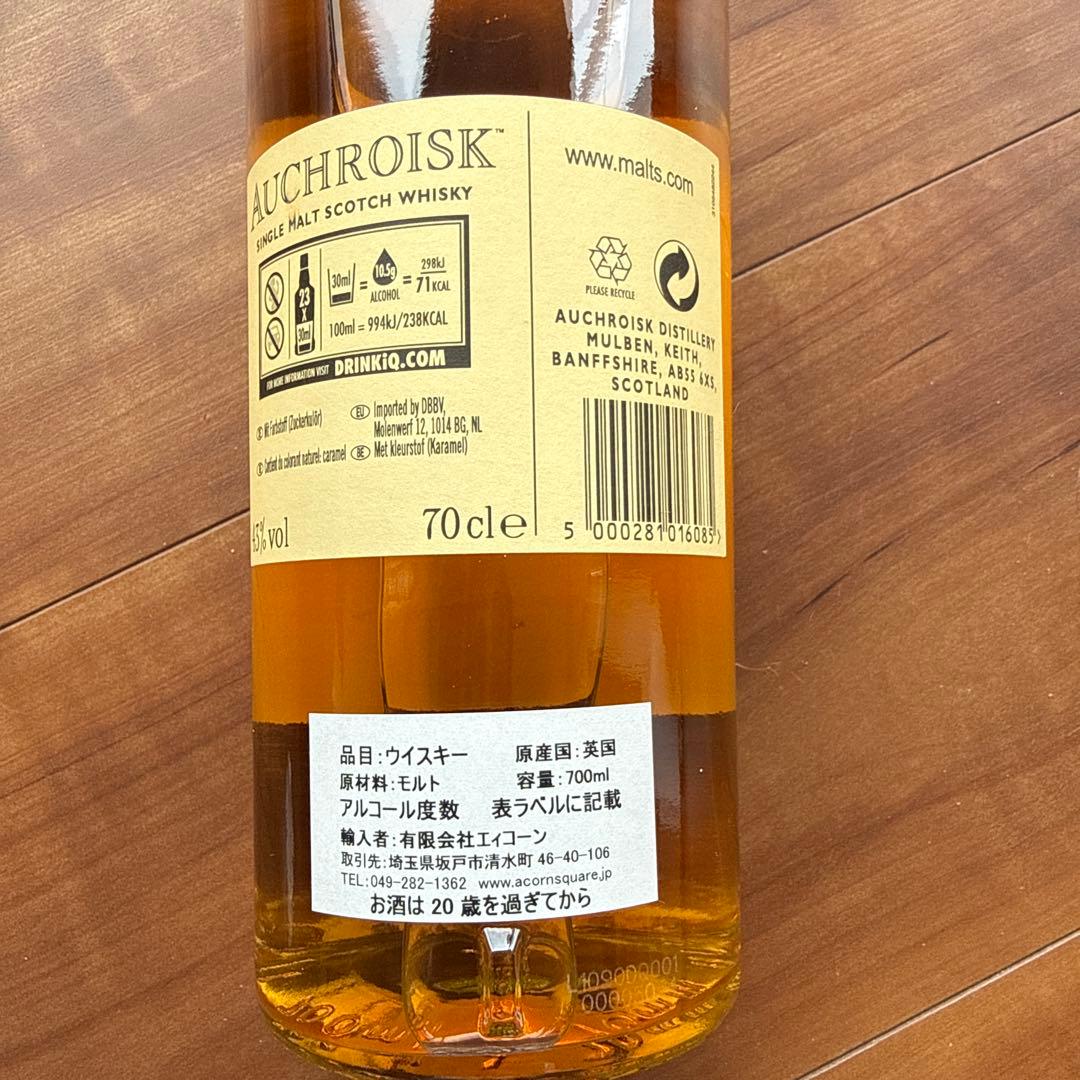 AUCHROISK™
SINGLE MALT SCOTCH WHISKY
23
X
30ml
30ml
=
10.5g
ALCOHOL
=
298kJ
71KCAL
100ml = 994kJ/238KCAL
FOR MORE INFORMATION VISIT DRINKiQ.COM
Mit Farbstoff (Zuckerkulör)
Contient du colorant naturel: caramel
EU Imported by DBBV,
Molenwerf 12, 1014 BG, NL
BE Met kleurstof (Karamel)
43% vol
70 cl e
www.malts.com
PLEASE RECYCLE
AUCHROISK DISTILLERY
MULBEN, KEITH,
BANFFSHIRE, AB55 6XS,
SCOTLAND
5 000281016085 >
品目:ウイスキー 原産国:英国
原材料:モルト 容量:700ml
アルコール度数 表ラベルに記載
輸入者:有限会社エィコーン
取引先:埼玉県坂戸市清水町 46-40-106
TEL:049-282-1362 www.acornsquare.jp
お酒は 20 歳を過ぎてから